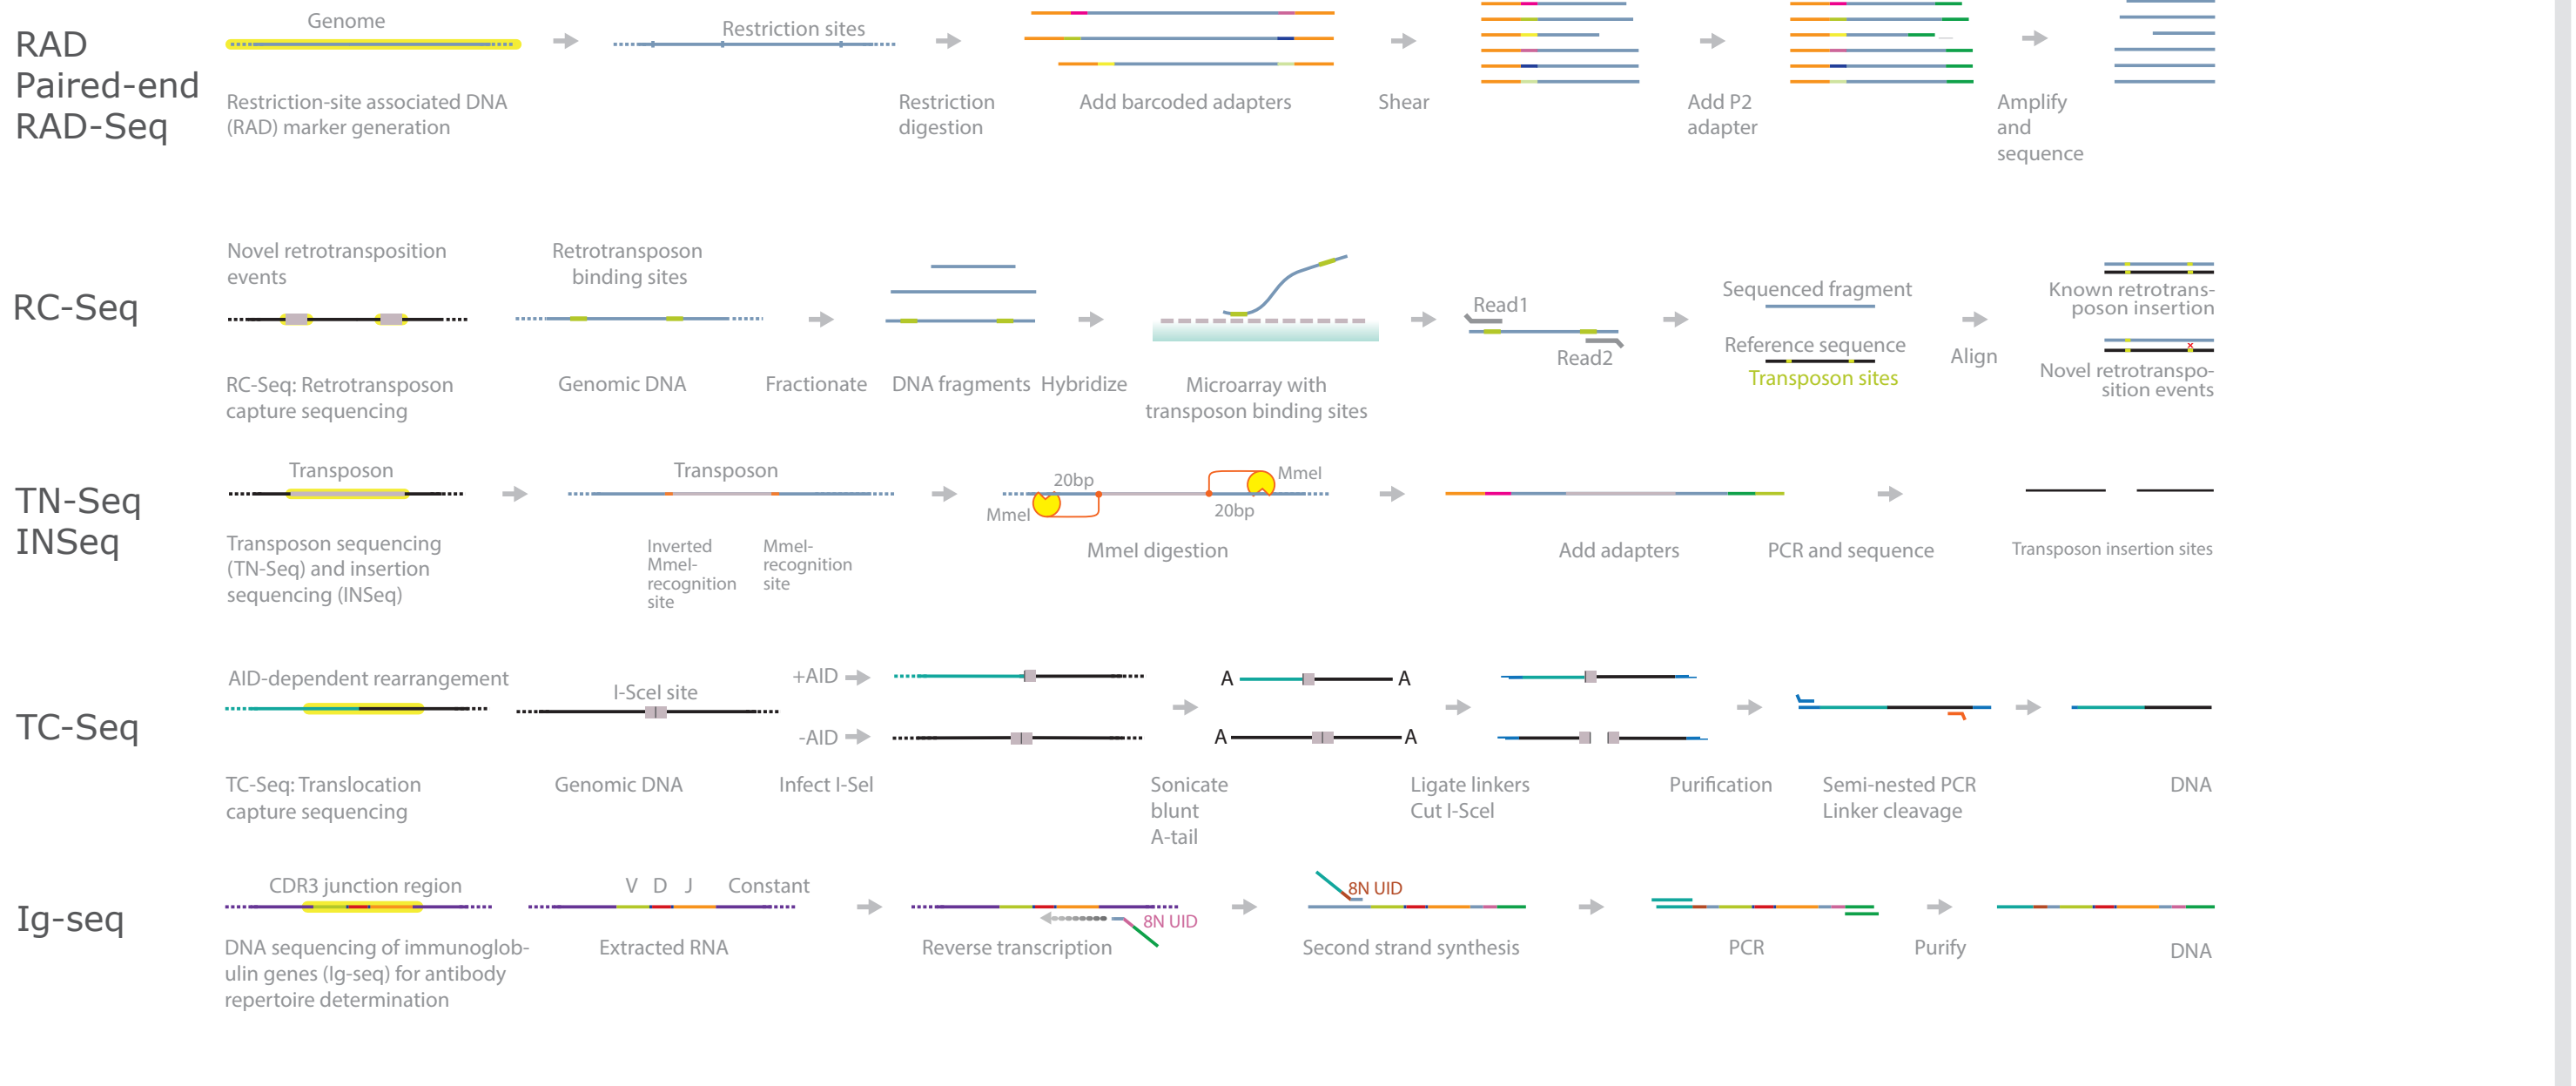 RAD
Paired-end
RAD-Seq
Genome
Restriction-site associated DNA
(RAD) marker generation
Restriction sites
Restriction
digestion
Add barcoded adapters
Shear
Add P2
adapter
Amplify
and
sequence
RC-Seq
Novel retrotransposition
events
RC-Seq: Retrotransposon
capture sequencing
Retrotransposon
binding sites
Genomic DNA
Fractionate
DNA fragments
Hybridize
Microarray with
transposon binding sites
Read1
Read2
Sequenced fragment
Reference sequence
Transposon sites
Align
Known retrotrans-
poson insertion
Novel retrotranspo-
sition events
TN-Seq
INSeq
Transposon
Transposon sequencing
(TN-Seq) and insertion
sequencing (INSeq)
Transposon
Inverted
MmeI-
recognition
site
MmeI-
recognition
site
20bp
MmeI
MmeI
20bp
MmeI digestion
Add adapters
PCR and sequence
Transposon insertion sites
TC-Seq
AID-dependent rearrangement
TC-Seq: Translocation
capture sequencing
I-SceI site
Genomic DNA
+AID
-AID
Infect I-Sel
A A
A A
Sonicate
blunt
A-tail
Ligate linkers
Cut I-SceI
Purification
Semi-nested PCR
Linker cleavage
DNA
Ig-seq
CDR3 junction region
DNA sequencing of immunoglob-
ulin genes (Ig-seq) for antibody
repertoire determination
V D J Constant
Extracted RNA
8N UID
Reverse transcription
8N UID
Second strand synthesis
PCR
Purify
DNA